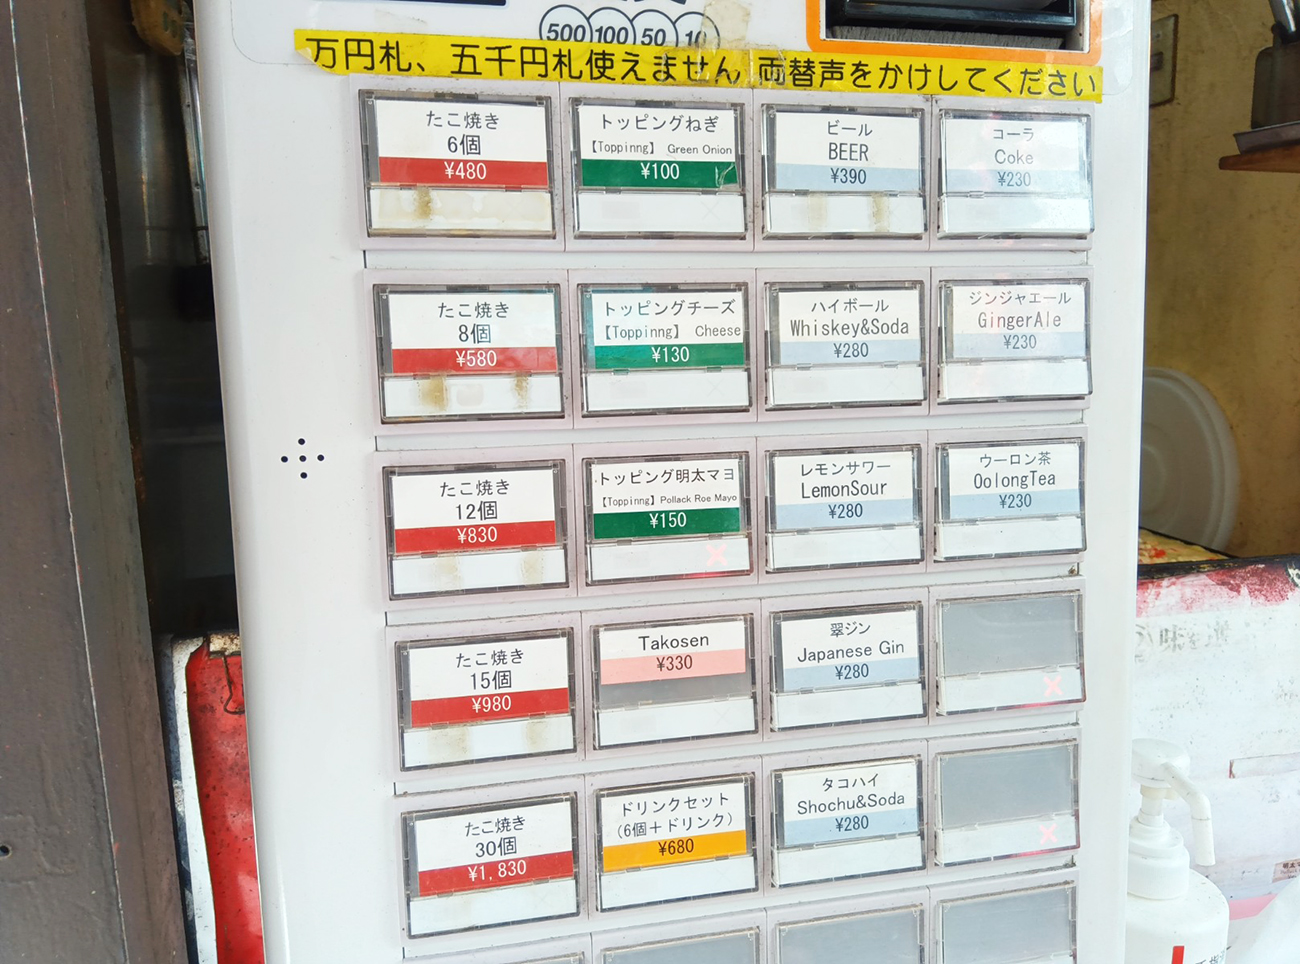 500 100 50 10
万円札、五千円札使えません 両替声をかけしてください
たこ焼き
6個
¥480
トッピングねぎ
【Toppinng】 Green Onion
¥100
ビール
BEER
¥390
コーラ
Coke
¥230
たこ焼き
8個
¥580
トッピングチーズ
【Toppinng】 Cheese
¥130
ハイボール
Whiskey&Soda
¥280
ジンジャエール
GingerAle
¥230
たこ焼き
12個
¥830
トッピング明太マヨ
【Toppinng】Pollack Roe Mayo
¥150
レモンサワー
LemonSour
¥280
ウーロン茶
OolongTea
¥230
たこ焼き
15個
¥980
Takosen
¥330
翠ジン
Japanese Gin
¥280
たこ焼き
30個
¥1,830
ドリンクセット
(6個＋ドリンク)
¥680
タコハイ
Shochu&Soda
¥280